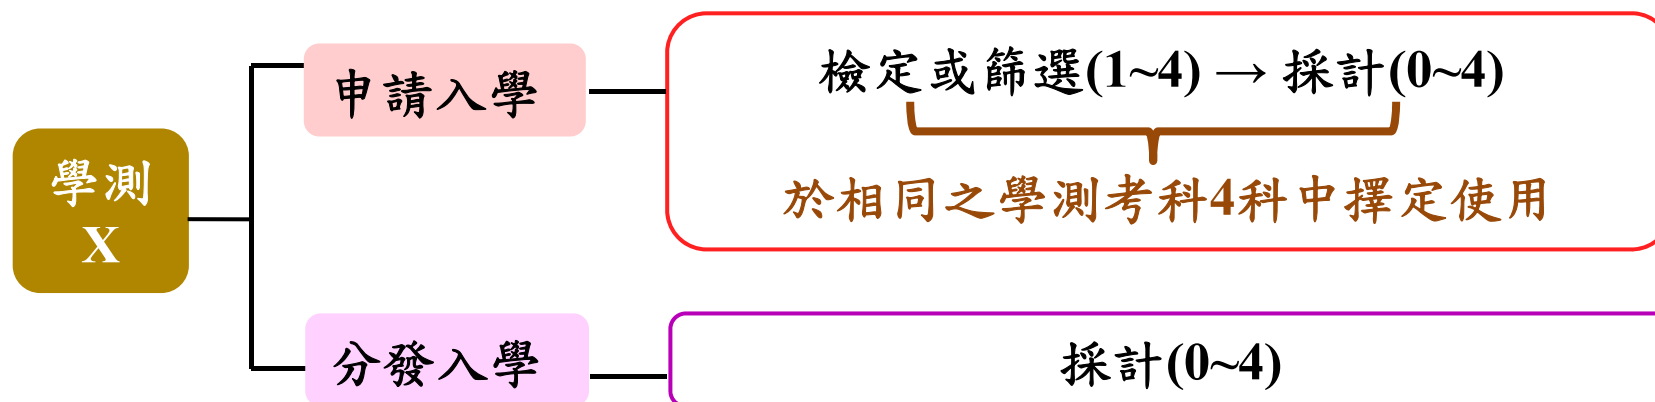 學測
X
申請入學
檢定或篩選(1~4) → 採計(0~4)
於相同之學測考科4科中擇定使用
分發入學
採計(0~4)